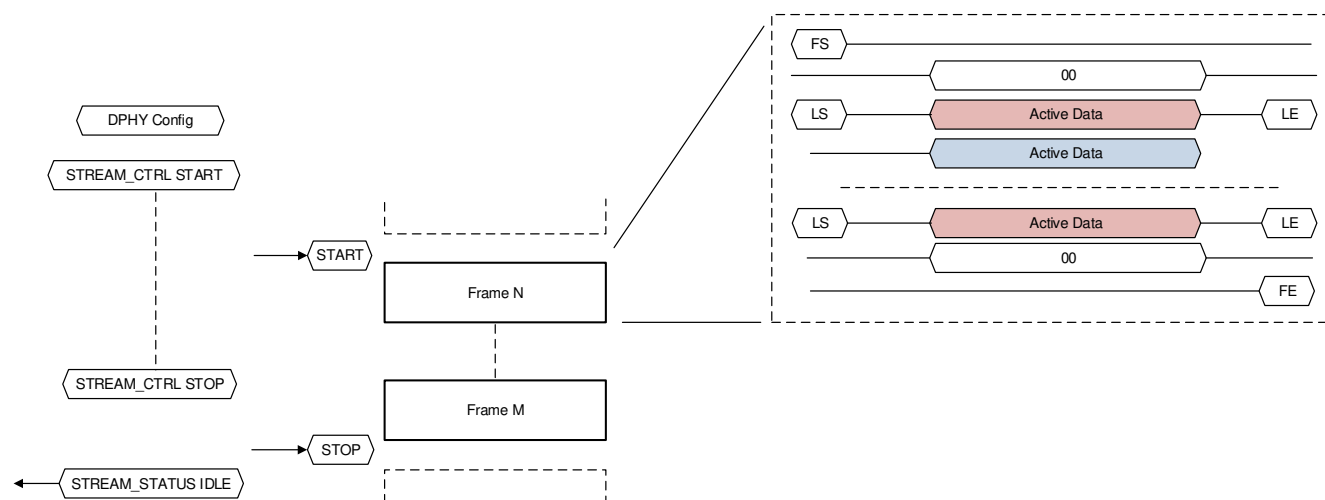 DPHY Config
STREAM_CTRL START
START
Frame N
STREAM_CTRL STOP
Frame M
STOP
STREAM_STATUS IDLE
FS
00
LS Active Data LE
Active Data
LS Active Data LE
00
FE